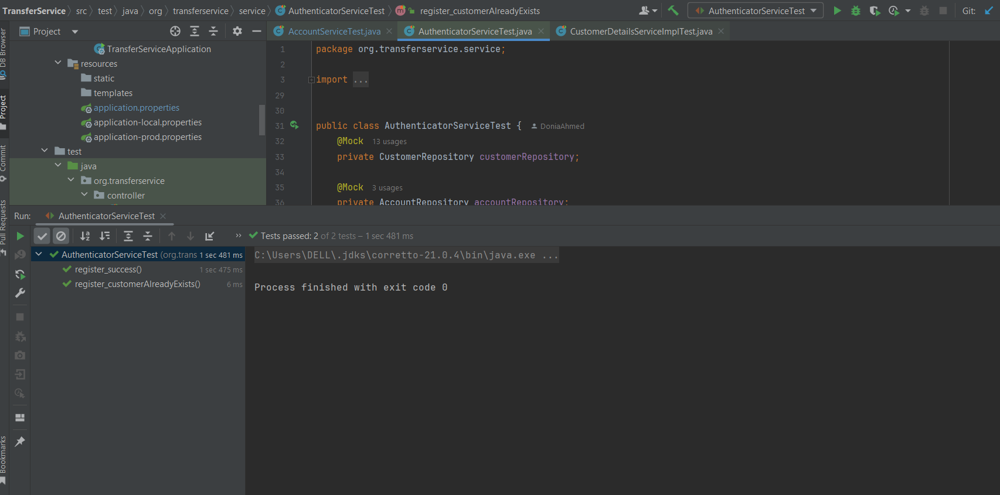 TransferService src test java org transferservice service AuthenticatorServiceTest register_customerAlreadyExists AuthenticatorServiceTest Git:
Project AccountServiceTest.java AuthenticatorServiceTest.java CustomerDetailsServiceImplTest.java
DB Browser
Project
Commit
Pull Requests
Bookmarks
TransferServiceApplication
resources
static
templates
application.properties
application-local.properties
application-prod.properties
test
java
org.transferservice
controller
1 package org.transferservice.service;
2
3 import ...
29
30
31 public class AuthenticatorServiceTest { DoniaAhmed
32 @Mock 13 usages
33 private CustomerRepository customerRepository;
34
35 @Mock 3 usages
36 private AccountRepository accountRepository;
Run: AuthenticatorServiceTest
Tests passed: 2 of 2 tests – 1 sec 481 ms
AuthenticatorServiceTest (org.trans 1 sec 481 ms
register_success() 1 sec 475 ms
register_customerAlreadyExists() 6 ms
C:\Users\DELL\.jdks\corretto-21.0.4\bin\java.exe ...
Process finished with exit code 0